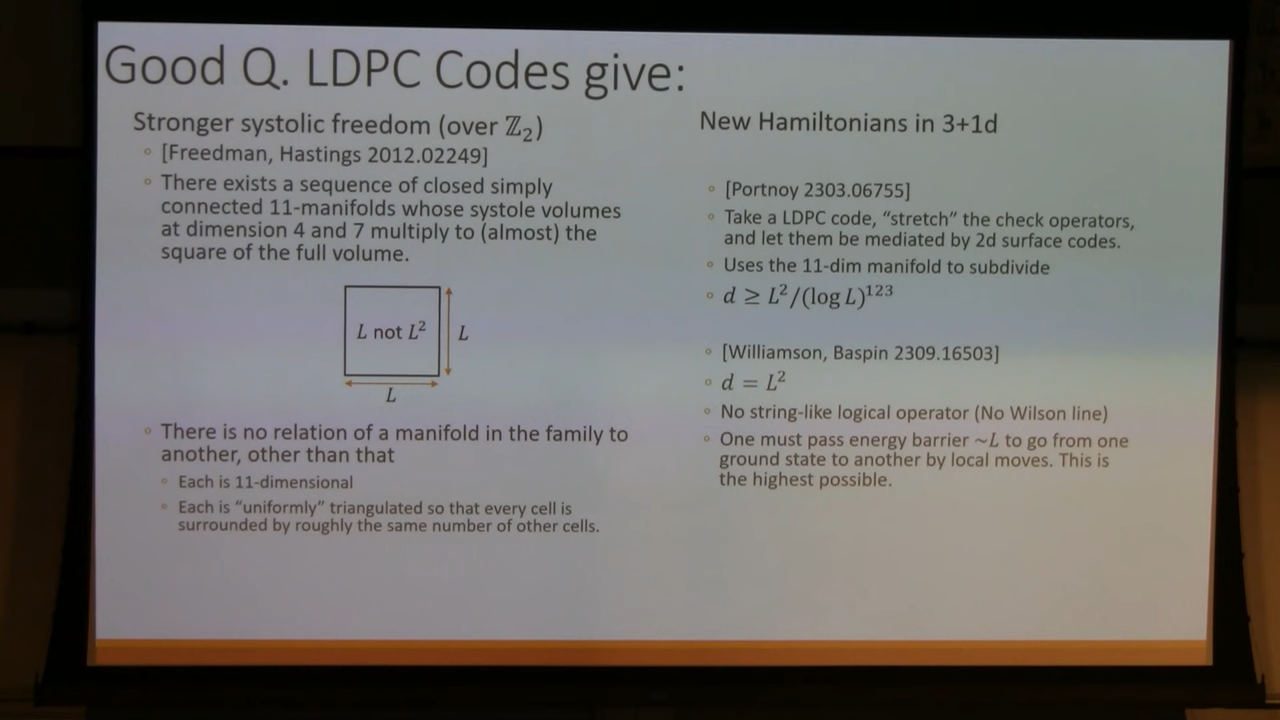 Good Q. LDPC Codes give:
Stronger systolic freedom (over ℤ₂)
◦ [Freedman, Hastings 2012.02249]
◦ There exists a sequence of closed simply
connected 11-manifolds whose systole volumes
at dimension 4 and 7 multiply to (almost) the
square of the full volume.
L not L²
L
L
◦ There is no relation of a manifold in the family to
another, other than that
◦ Each is 11-dimensional
◦ Each is “uniformly” triangulated so that every cell is
surrounded by roughly the same number of other cells.
New Hamiltonians in 3+1d
◦ [Portnoy 2303.06755]
◦ Take a LDPC code, “stretch” the check operators,
and let them be mediated by 2d surface codes.
◦ Uses the 11-dim manifold to subdivide
◦ d ≥ L²/(log L)¹²³
◦ [Williamson, Baspin 2309.16503]
◦ d = L²
◦ No string-like logical operator (No Wilson line)
◦ One must pass energy barrier ~L to go from one
ground state to another by local moves. This is
the highest possible.